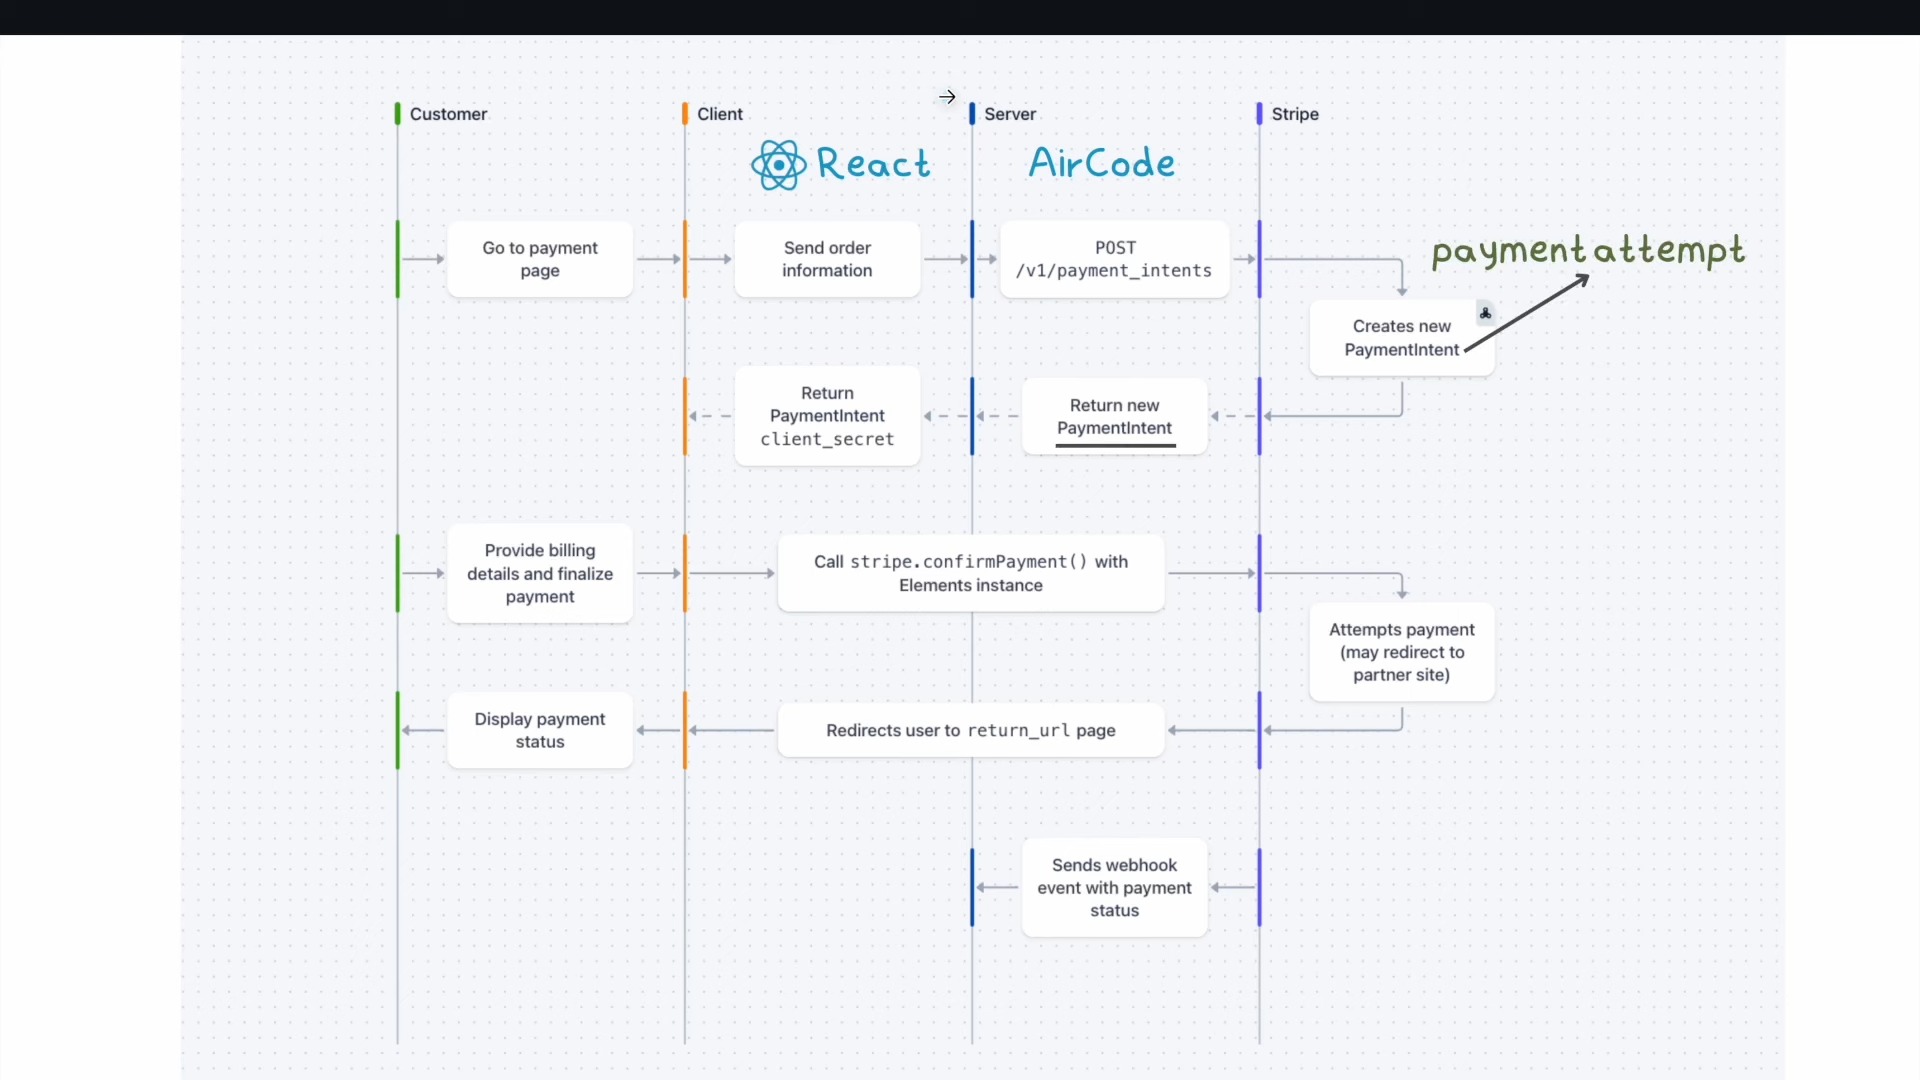 Customer
Client
Server
Stripe
React
AirCode
Go to payment
page
Send order
information
POST
/v1/payment_intents
payment attempt
Creates new
PaymentIntent
Return
PaymentIntent
client_secret
Return new
PaymentIntent
Provide billing
details and finalize
payment
Call stripe.confirmPayment() with
Elements instance
Attempts payment
(may redirect to
partner site)
Display payment
status
Redirects user to return_url page
Sends webhook
event with payment
status